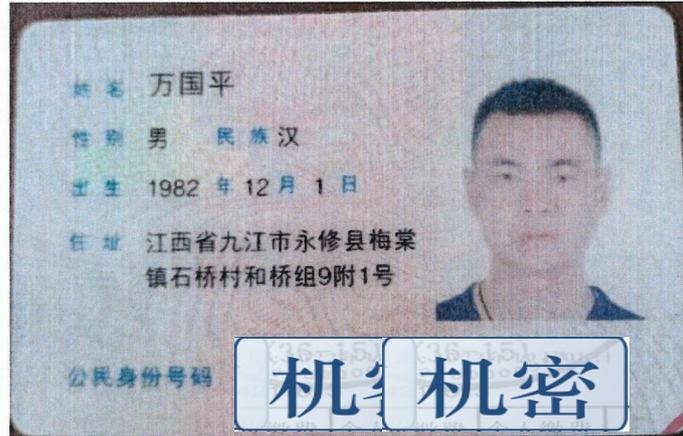 姓名 万国平
性别 男 民族 汉
出生 1982 年 12 月 1 日
住址 江西省九江市永修县梅棠
镇石桥村和桥组9附1号
公民身份号码
机密